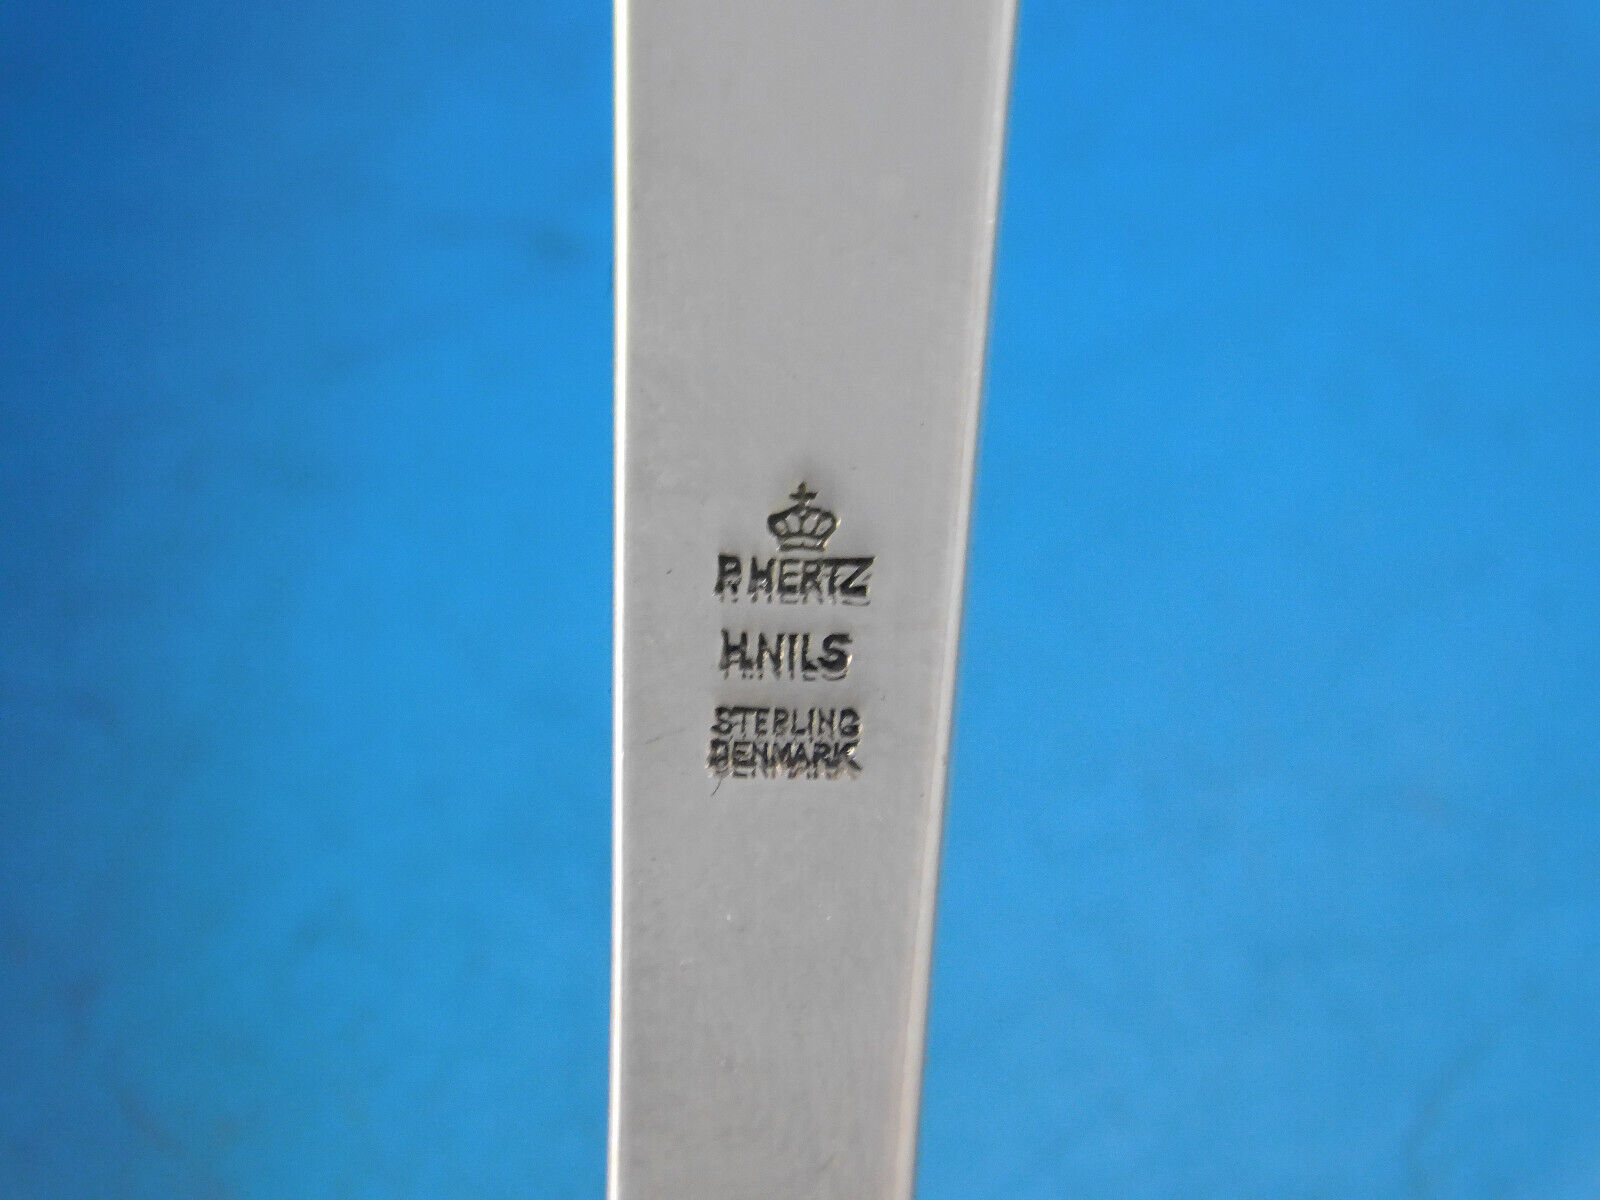 P. HERTZ
H.NILS
STERLING
DENMARK